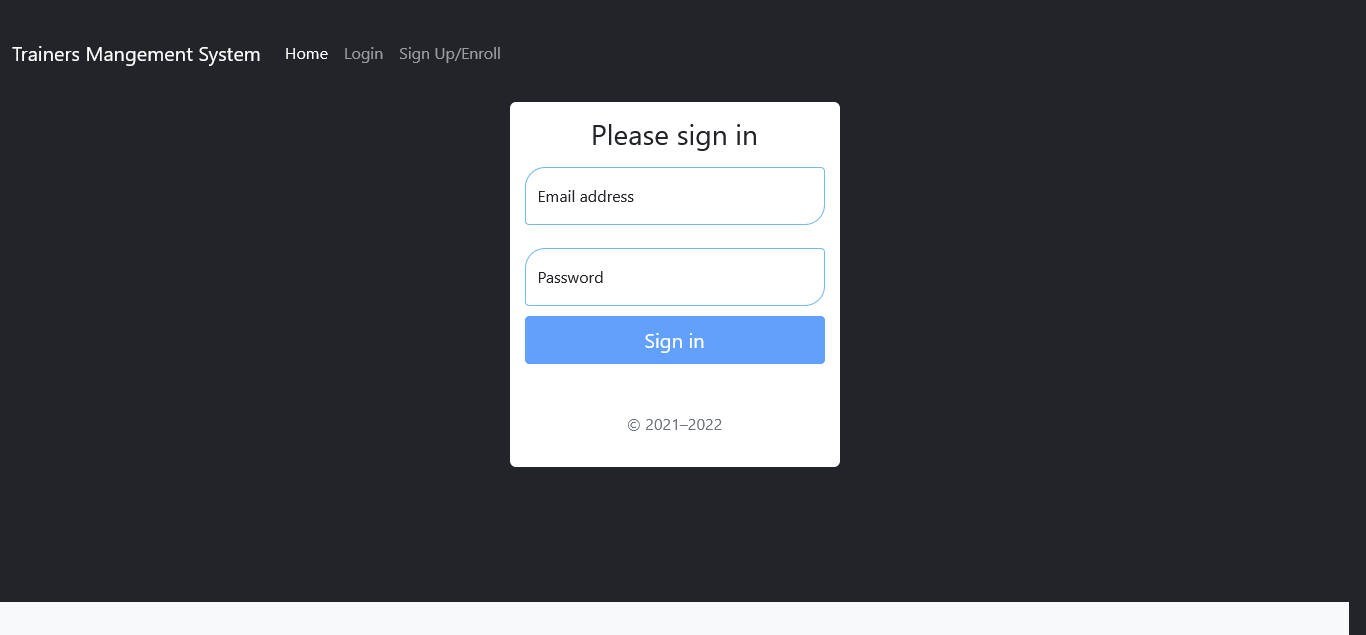 Trainers Mangement System Home Login Sign Up/Enroll
Please sign in
Email address
Password
Sign in
© 2021–2022